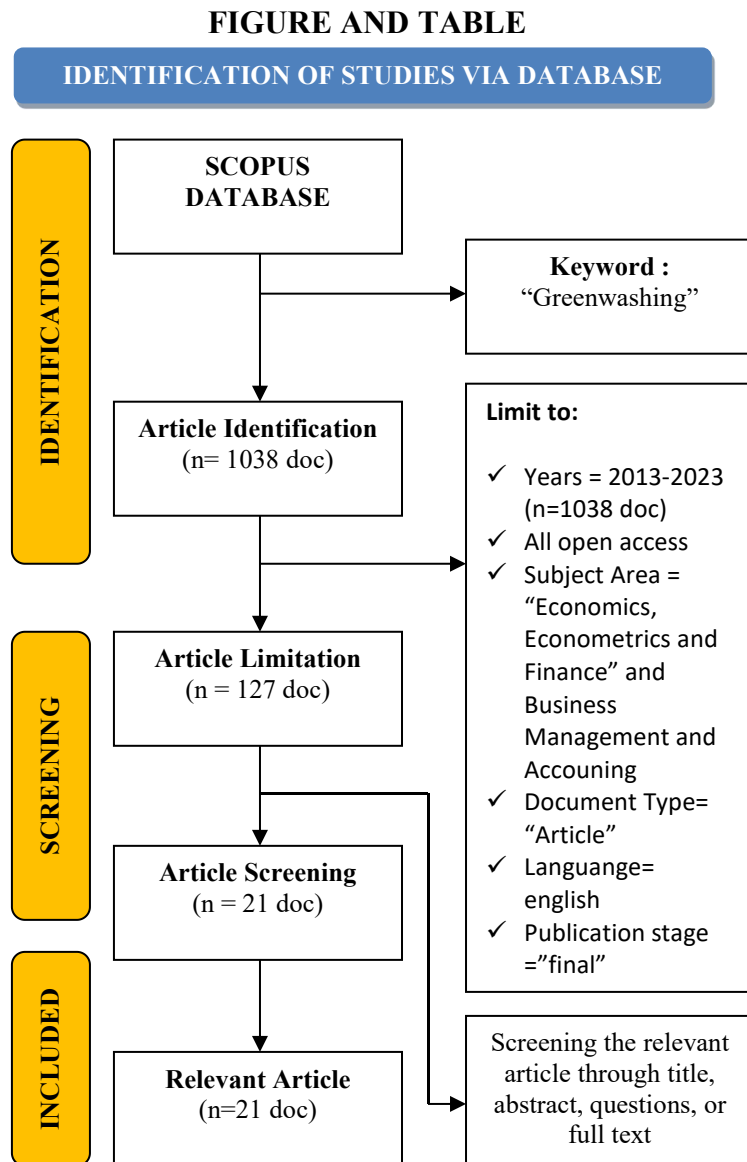 FIGURE AND TABLE
IDENTIFICATION OF STUDIES VIA DATABASE
IDENTIFICATION
SCOPUS
DATABASE
Keyword :
“Greenwashing”
Article Identification
(n= 1038 doc)
Limit to:
✓ Years = 2013-2023
(n=1038 doc)
✓ All open access
✓ Subject Area =
“Economics,
Econometrics and
Finance” and
Business
Management and
Accouning
✓ Document Type=
“Article”
✓ Languange=
english
✓ Publication stage
=”final”
SCREENING
Article Limitation
(n = 127 doc)
Article Screening
(n = 21 doc)
INCLUDED
Relevant Article
(n=21 doc)
Screening the relevant
article through title,
abstract, questions, or
full text